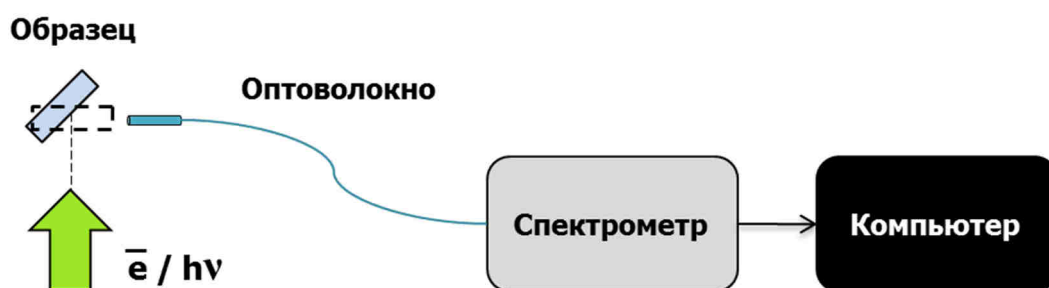 Образец
Оптоволокно
Спектрометр
Компьютер
e̅ / hν